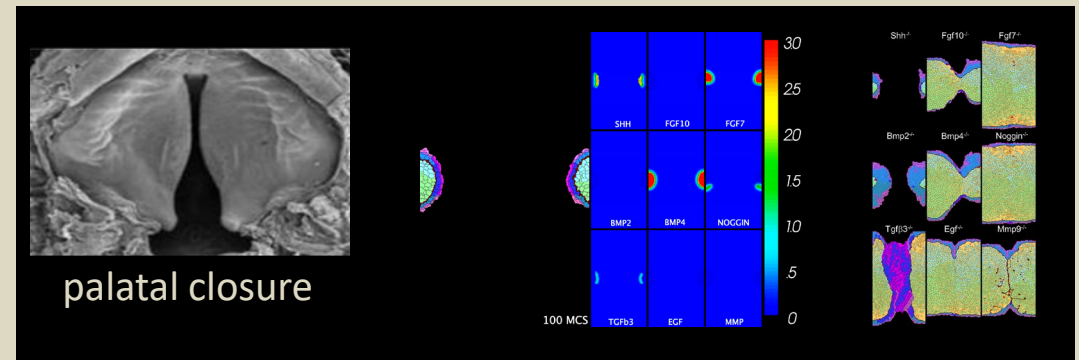 palatal closure
SHH FGF10 FGF7
BMP2 BMP4 NOGGIN
TGFb3 EGF MMP
100 MCS
30
25
20
15
10
.5
0
Shh-/- Fgf10-/- Fgf7-/-
Bmp2-/- Bmp4-/- Noggin-/-
Tgfβ3-/- Egf-/- Mmp9-/-